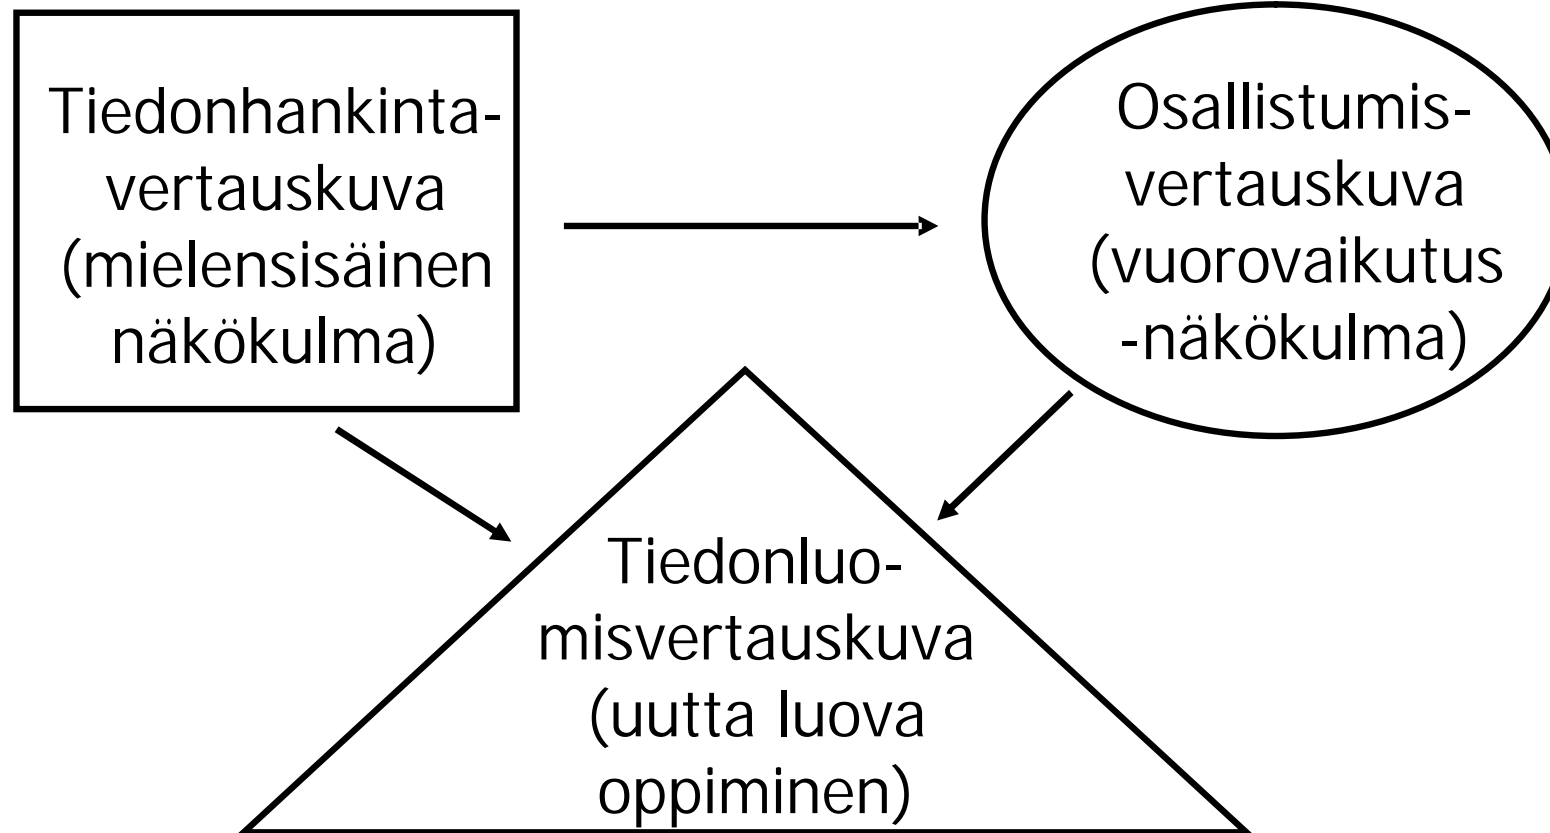 Tiedonhankinta-
vertauskuva
(mielensisäinen
näkökulma)
Osallistumis-
vertauskuva
(vuorovaikutus
-näkökulma)
Tiedonluo-
misvertauskuva
(uutta luova
oppiminen)